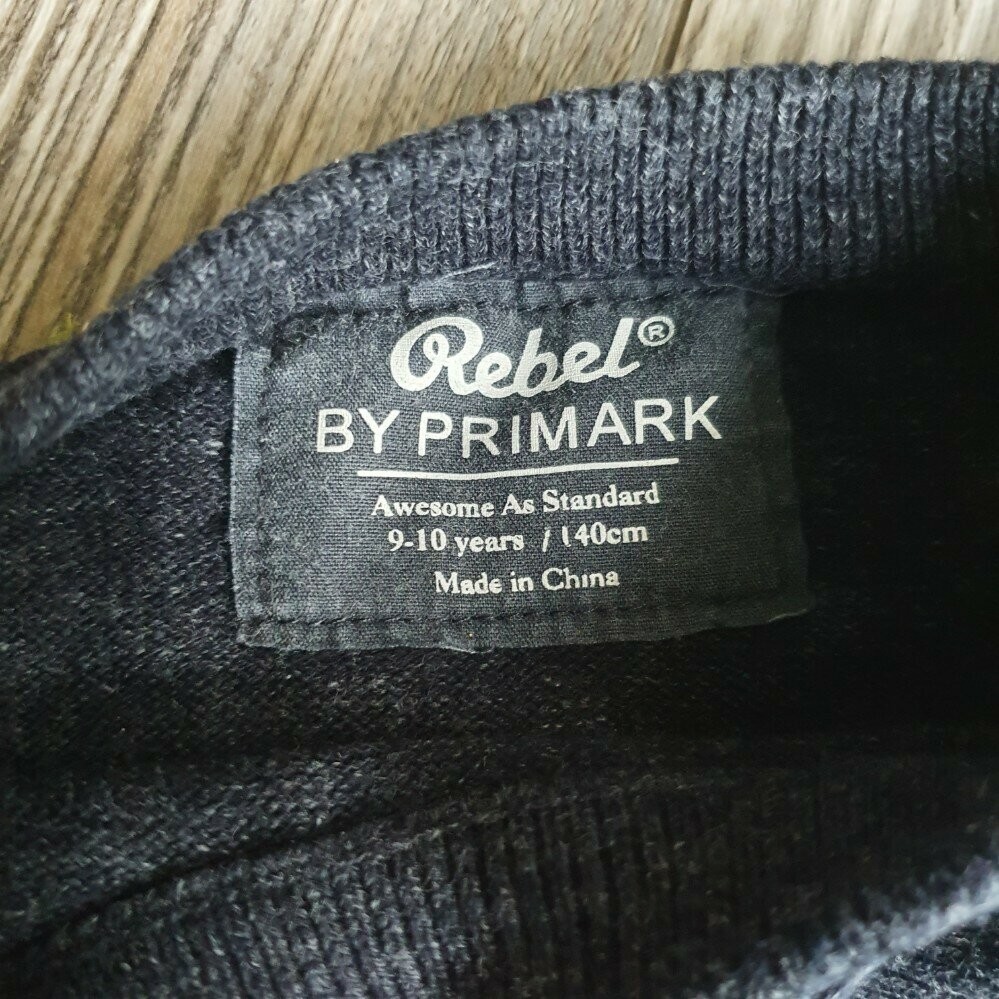 Rebel®
BY PRIMARK
Awesome As Standard
9-10 years / 140cm
Made in China